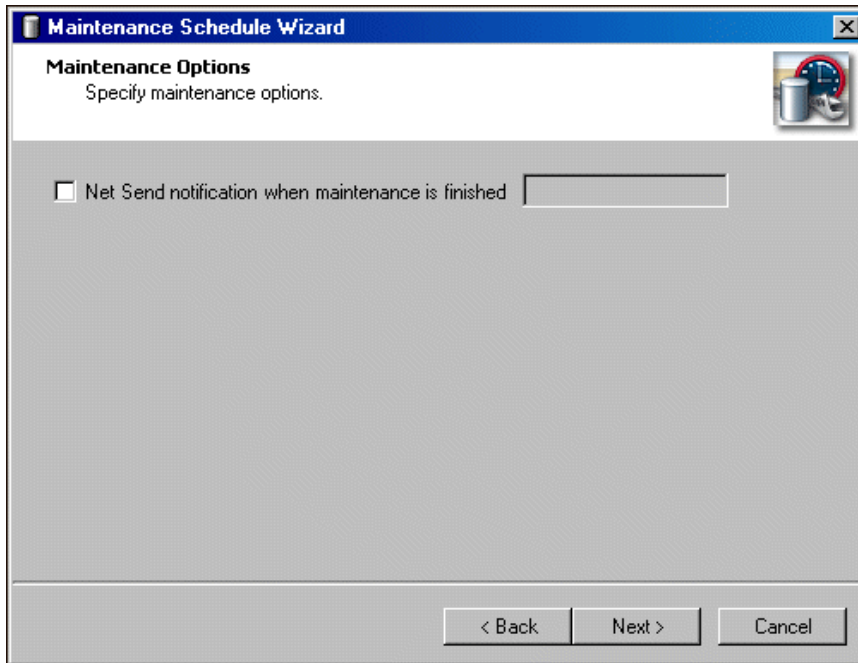 Maintenance Schedule Wizard
Maintenance Options
Specify maintenance options.
Net Send notification when maintenance is finished
< Back
Next >
Cancel